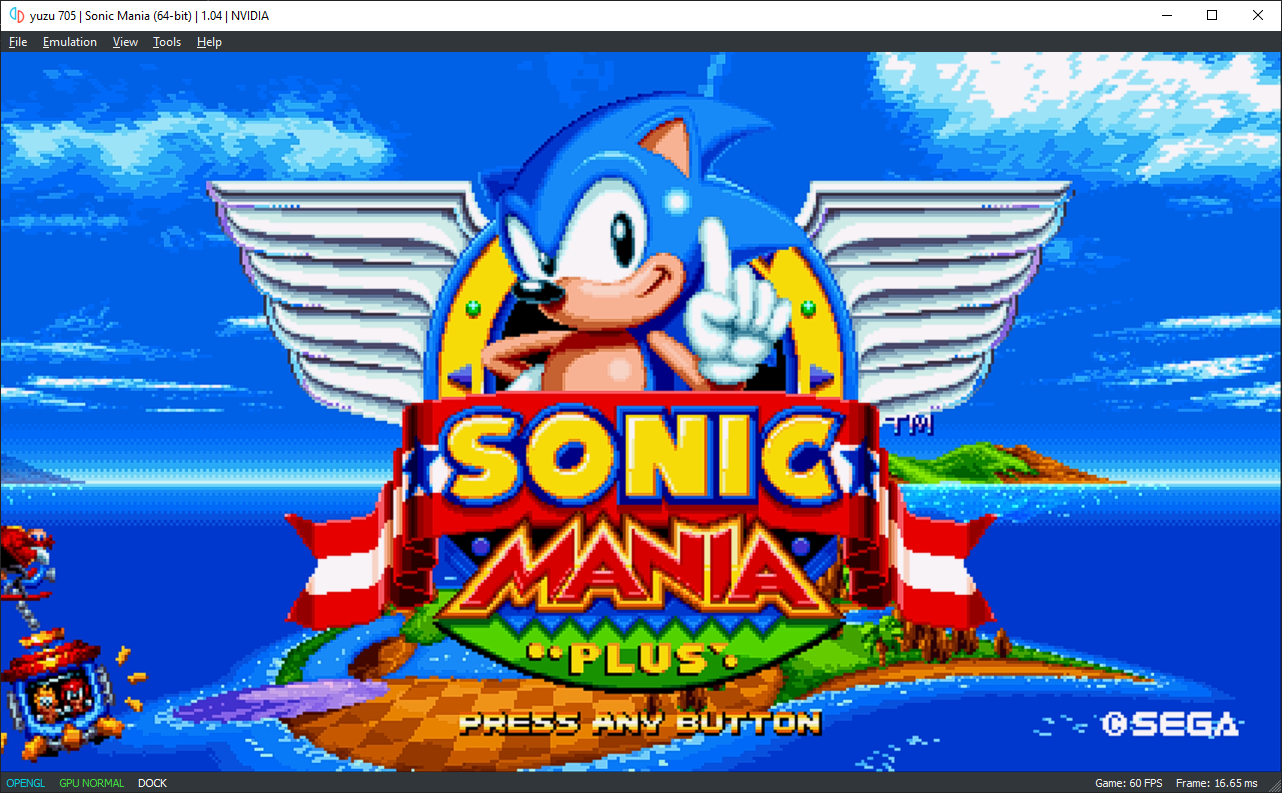 yuzu 705 | Sonic Mania (64-bit) | 1.04 | NVIDIA
File Emulation View Tools Help
SONIC
TM
MANIA
PLUS
PRESS ANY BUTTON
©SEGA
OPENGL GPU NORMAL DOCK Game: 60 FPS Frame: 16.65 ms